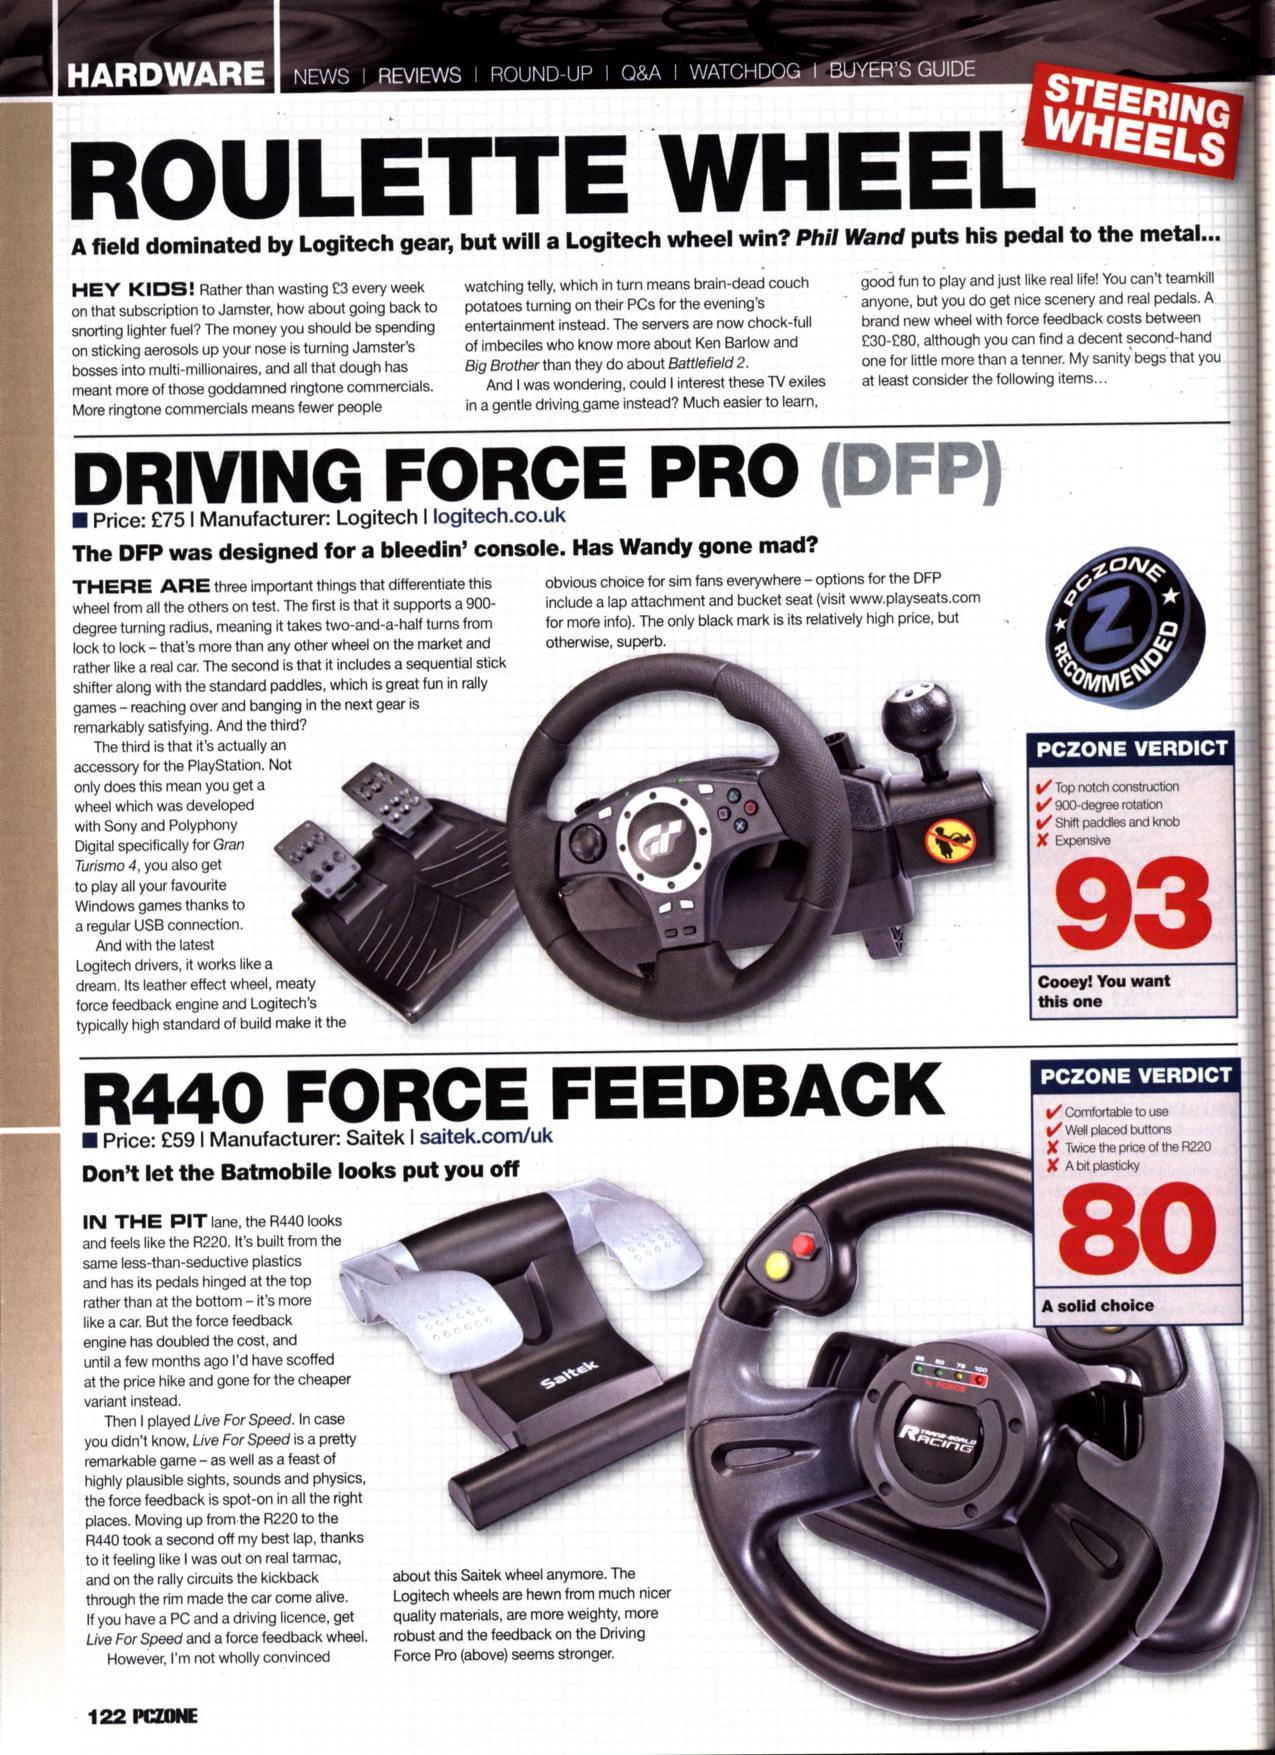 HARDWARE NEWS | REVIEWS | ROUND-UP | Q&A | WATCHDOG | BUYER'S GUIDE
STEERING
WHEELS
ROULETTE WHEEL
A field dominated by Logitech gear, but will a Logitech wheel win? Phil Wand puts his pedal to the metal...
HEY KIDS! Rather than wasting £3 every week
on that subscription to Jamster, how about going back to
snorting lighter fuel? The money you should be spending
on sticking aerosols up your nose is turning Jamster's
bosses into multi-millionaires, and all that dough has
meant more of those goddamned ringtone commercials.
More ringtone commercials means fewer people
watching telly, which in turn means brain-dead couch
potatoes turning on their PCs for the evening's
entertainment instead. The servers are now chock-full
of imbeciles who know more about Ken Barlow and
Big Brother than they do about Battlefield 2.
And I was wondering, could I interest these TV exiles
in a gentle driving game instead? Much easier to learn,
good fun to play and just like real life! You can't teamkill
anyone, but you do get nice scenery and real pedals. A
brand new wheel with force feedback costs between
£30-£80, although you can find a decent second-hand
one for little more than a tenner. My sanity begs that you
at least consider the following items...
DRIVING FORCE PRO (DFP)
■ Price: £75 | Manufacturer: Logitech | logitech.co.uk
The DFP was designed for a bleedin' console. Has Wandy gone mad?
THERE ARE three important things that differentiate this
wheel from all the others on test. The first is that it supports a 900-
degree turning radius, meaning it takes two-and-a-half turns from
lock to lock – that's more than any other wheel on the market and
rather like a real car. The second is that it includes a sequential stick
shifter along with the standard paddles, which is great fun in rally
games – reaching over and banging in the next gear is
remarkably satisfying. And the third?
The third is that it's actually an
accessory for the PlayStation. Not
only does this mean you get a
wheel which was developed
with Sony and Polyphony
Digital specifically for Gran
Turismo 4, you also get
to play all your favourite
Windows games thanks to
a regular USB connection.
And with the latest
Logitech drivers, it works like a
dream. Its leather effect wheel, meaty
force feedback engine and Logitech's
typically high standard of build make it the
obvious choice for sim fans everywhere – options for the DFP
include a lap attachment and bucket seat (visit www.playseats.com
for more info). The only black mark is its relatively high price, but
otherwise, superb.
PCZONE
Z
RECOMMENDED
PCZONE VERDICT
✔ Top notch construction
✔ 900-degree rotation
✔ Shift paddles and knob
✘ Expensive
93
Cooey! You want
this one
R440 FORCE FEEDBACK
■ Price: £59 | Manufacturer: Saitek | saitek.com/uk
Don't let the Batmobile looks put you off
IN THE PIT lane, the R440 looks
and feels like the R220. It's built from the
same less-than-seductive plastics
and has its pedals hinged at the top
rather than at the bottom – it's more
like a car. But the force feedback
engine has doubled the cost, and
until a few months ago I'd have scoffed
at the price hike and gone for the cheaper
variant instead.
Then I played Live For Speed. In case
you didn't know, Live For Speed is a pretty
remarkable game – as well as a feast of
highly plausible sights, sounds and physics,
the force feedback is spot-on in all the right
places. Moving up from the R220 to the
R440 took a second off my best lap, thanks
to it feeling like I was out on real tarmac,
and on the rally circuits the kickback
through the rim made the car come alive.
If you have a PC and a driving licence, get
Live For Speed and a force feedback wheel.
However, I'm not wholly convinced
about this Saitek wheel anymore. The
Logitech wheels are hewn from much nicer
quality materials, are more weighty, more
robust and the feedback on the Driving
Force Pro (above) seems stronger.
Saitek
50 75 100
% FORCE
TRANS-WORLD
RACING
PCZONE VERDICT
✔ Comfortable to use
✔ Well placed buttons
✘ Twice the price of the R220
✘ A bit plasticky
80
A solid choice
122 PCZONE